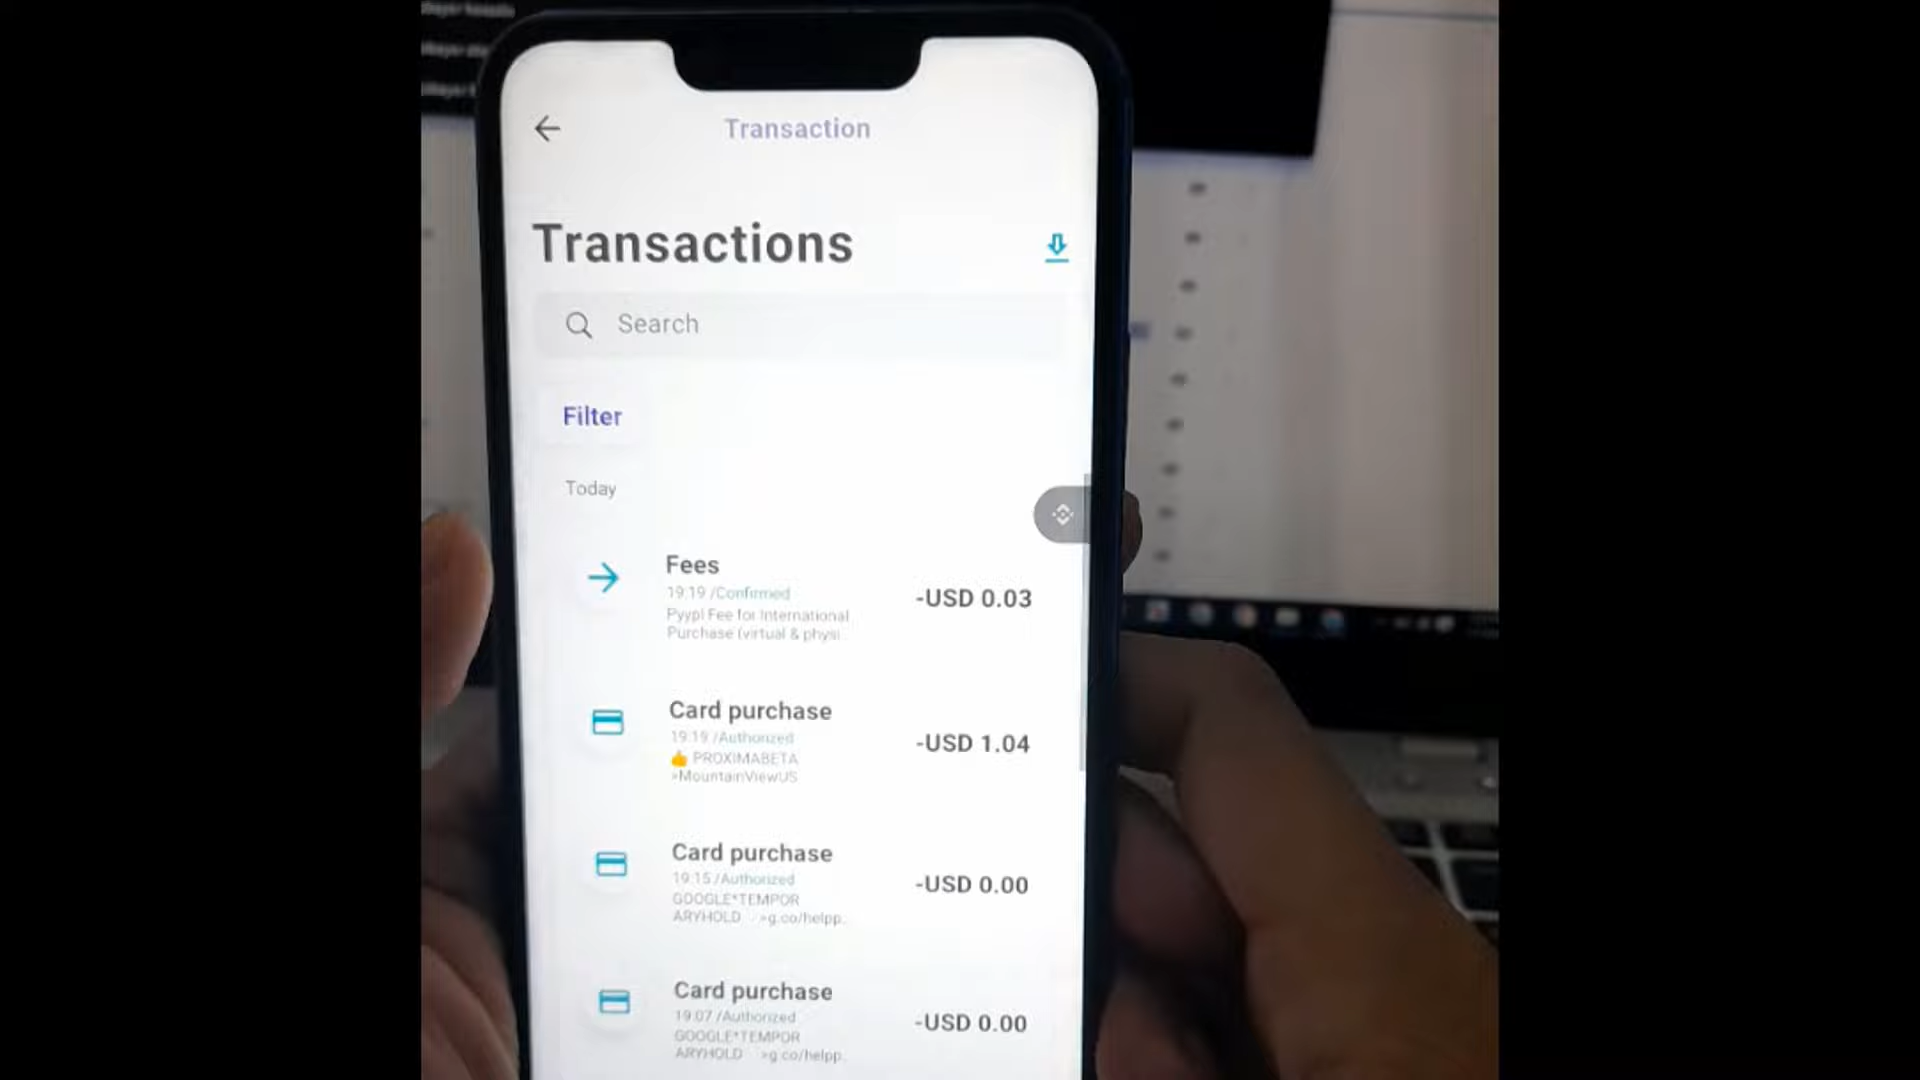 Transaction
Transactions
Search
Filter
Today
Fees
19:19 /Confirmed
Pyypl Fee for International
Purchase (virtual & physi
-USD 0.03
Card purchase
19:19 /Authorized
👍 PROXIMABETA
>MountainViewUS
-USD 1.04
Card purchase
19:15 /Authorized
GOOGLE*TEMPOR
ARYHOLD >g.co/helpp..
-USD 0.00
Card purchase
19:07 /Authorized
GOOGLE*TEMPOR
ARYHOLD >g.co/helpp..
-USD 0.00